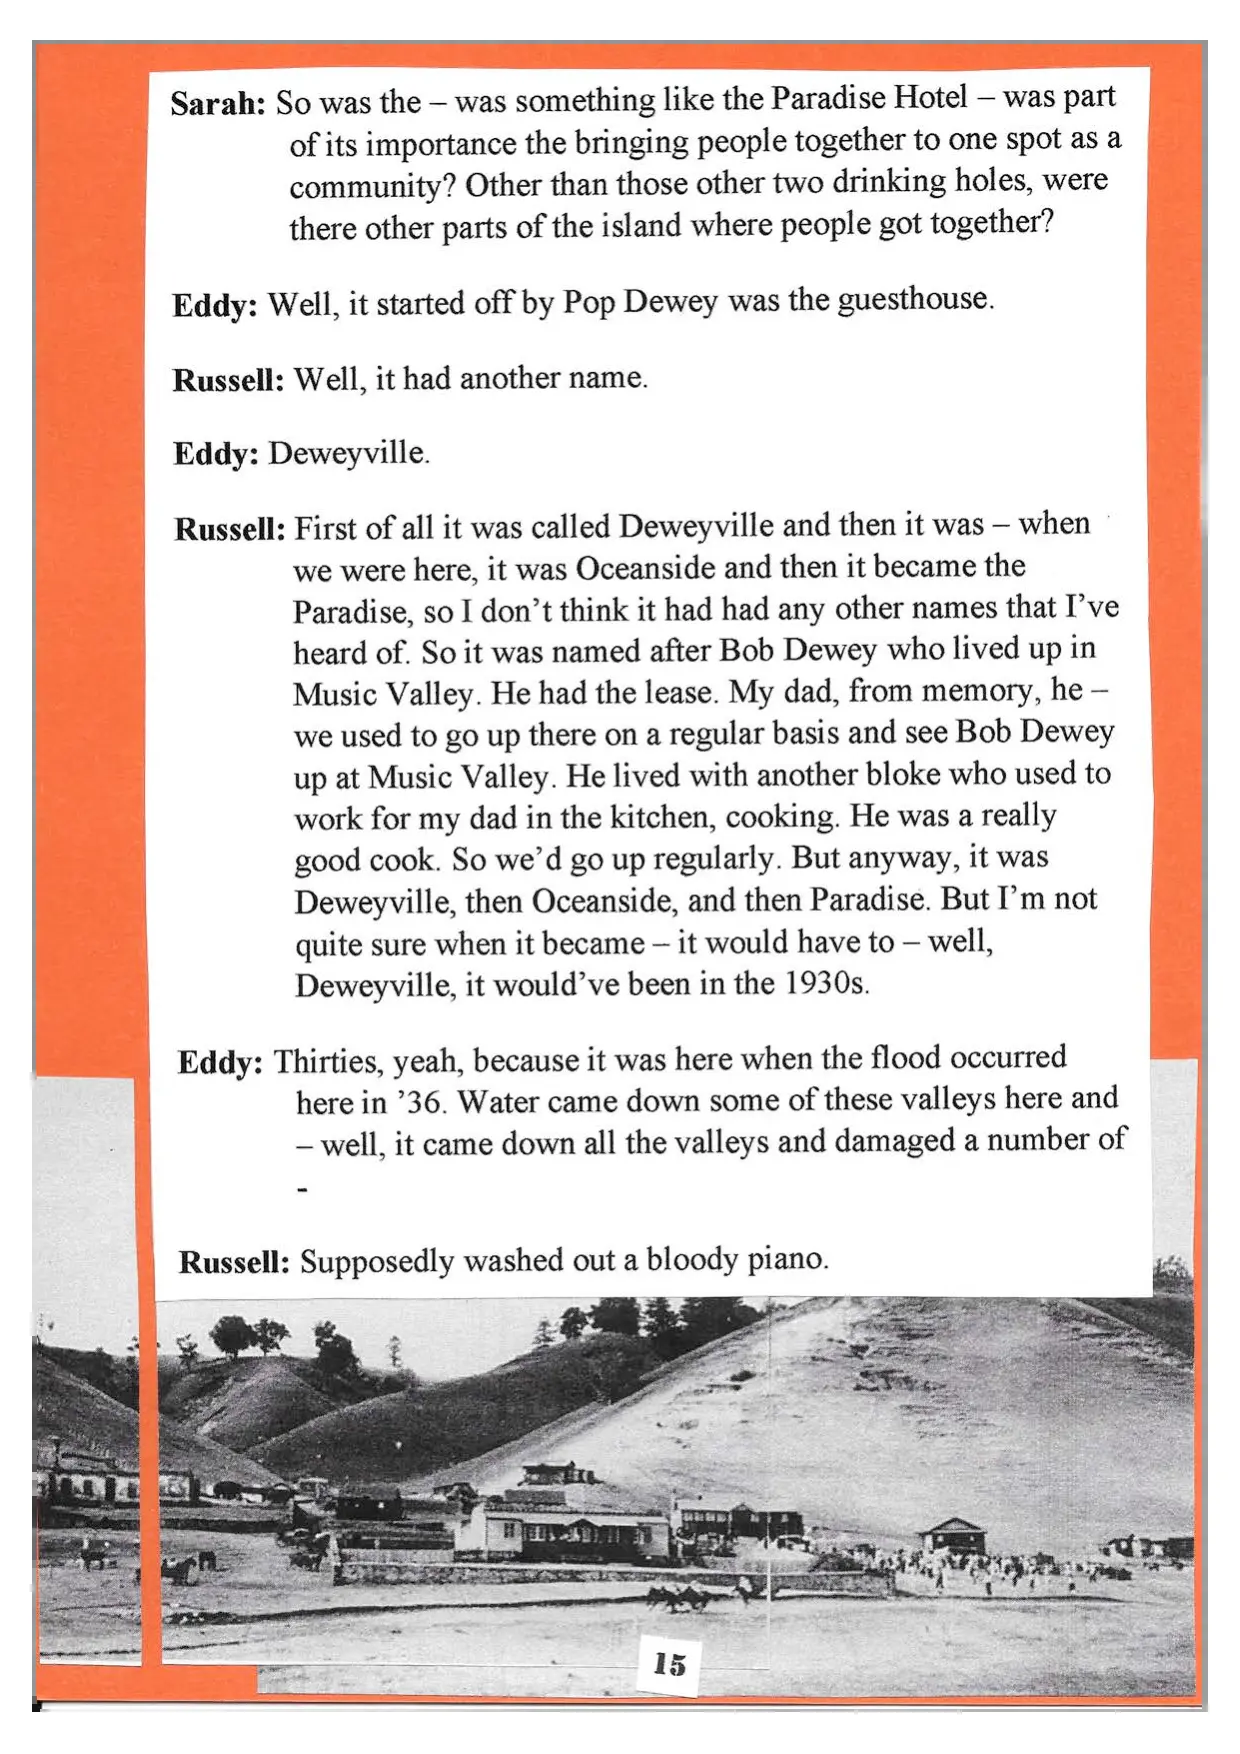 Sarah: So was the – was something like the Paradise Hotel – was part
of its importance the bringing people together to one spot as a
community? Other than those other two drinking holes, were
there other parts of the island where people got together?
Eddy: Well, it started off by Pop Dewey was the guesthouse.
Russell: Well, it had another name.
Eddy: Deweyville.
Russell: First of all it was called Deweyville and then it was – when
we were here, it was Oceanside and then it became the
Paradise, so I don't think it had had any other names that I've
heard of. So it was named after Bob Dewey who lived up in
Music Valley. He had the lease. My dad, from memory, he –
we used to go up there on a regular basis and see Bob Dewey
up at Music Valley. He lived with another bloke who used to
work for my dad in the kitchen, cooking. He was a really
good cook. So we'd go up regularly. But anyway, it was
Deweyville, then Oceanside, and then Paradise. But I'm not
quite sure when it became – it would have to – well,
Deweyville, it would've been in the 1930s.
Eddy: Thirties, yeah, because it was here when the flood occurred
here in '36. Water came down some of these valleys here and
– well, it came down all the valleys and damaged a number of
-
Russell: Supposedly washed out a bloody piano.
15